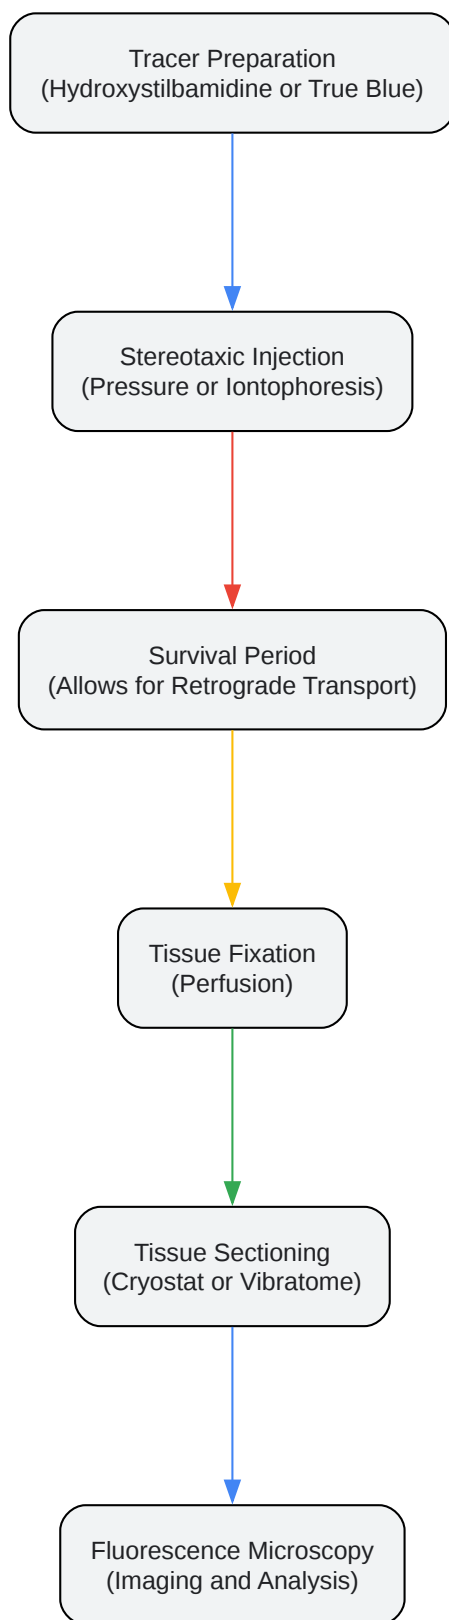 Tracer Preparation
(Hydroxystilbamidine or True Blue)
Stereotaxic Injection
(Pressure or Iontophoresis)
Survival Period
(Allows for Retrograde Transport)
Tissue Fixation
(Perfusion)
Tissue Sectioning
(Cryostat or Vibratome)
Fluorescence Microscopy
(Imaging and Analysis)